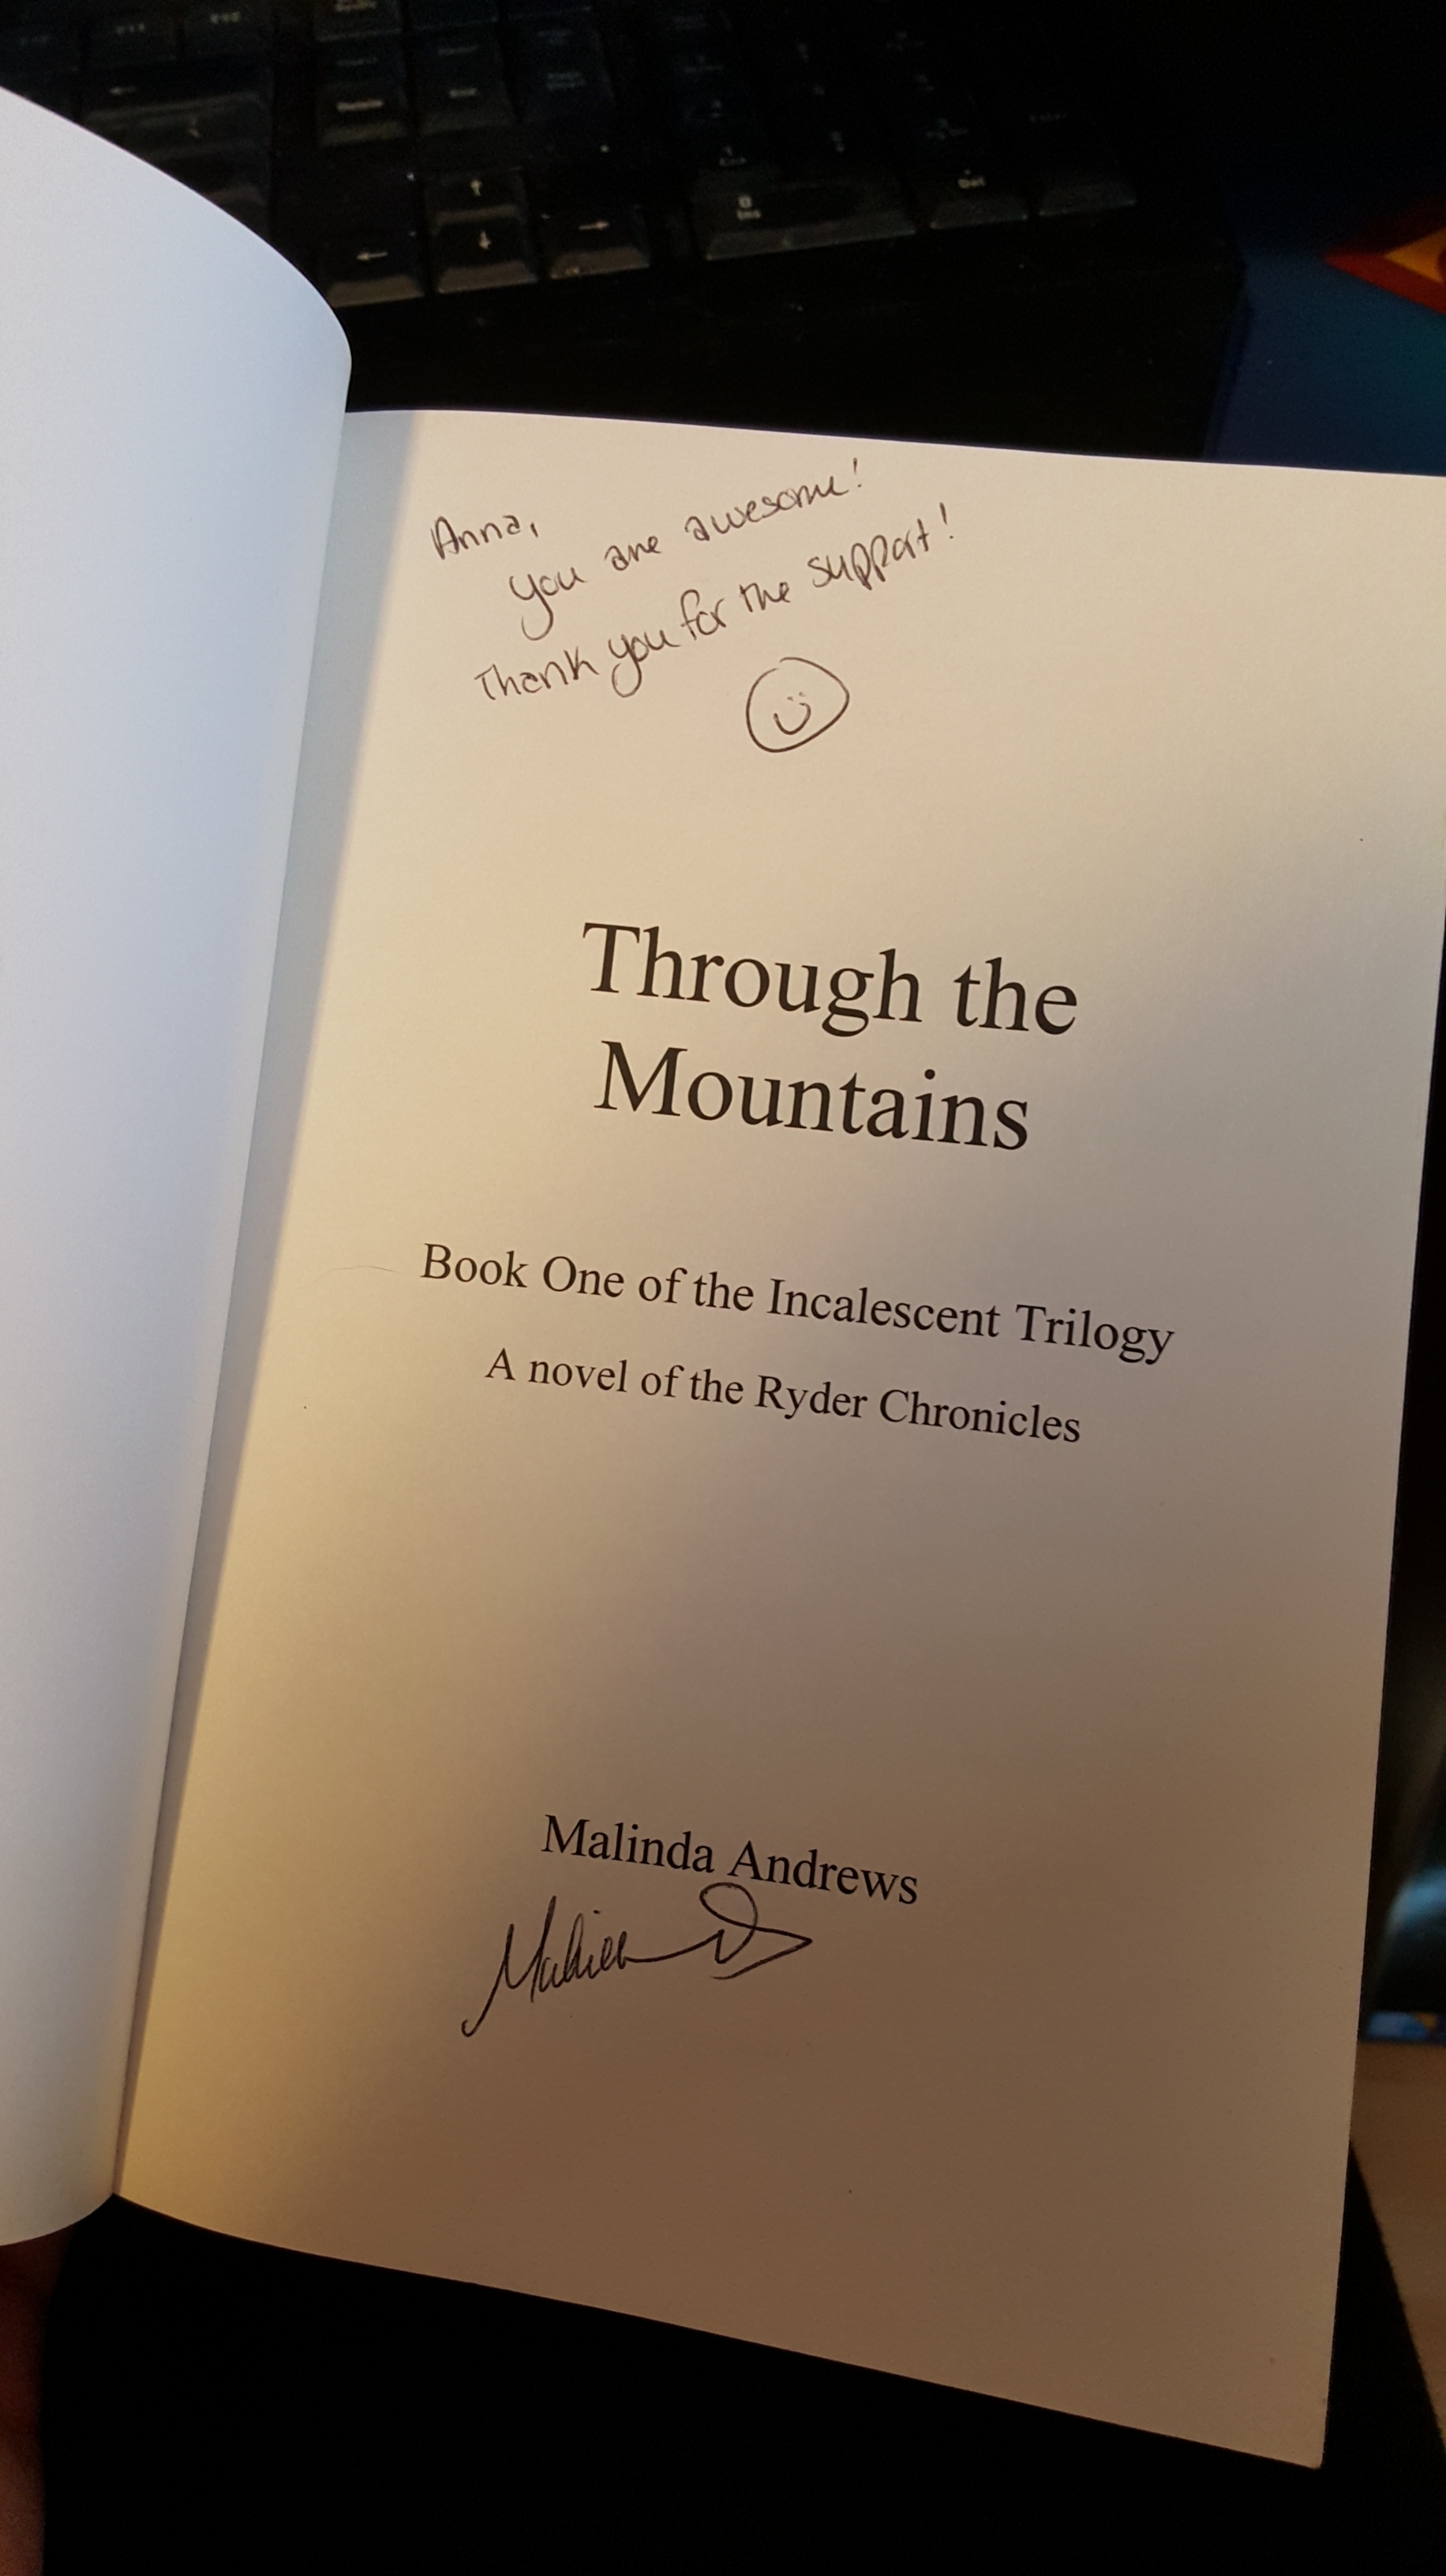 Anna,
you are awesome!
Thank you for the support!
Through the
Mountains
Book One of the Incalescent Trilogy
A novel of the Ryder Chronicles
Malinda Andrews